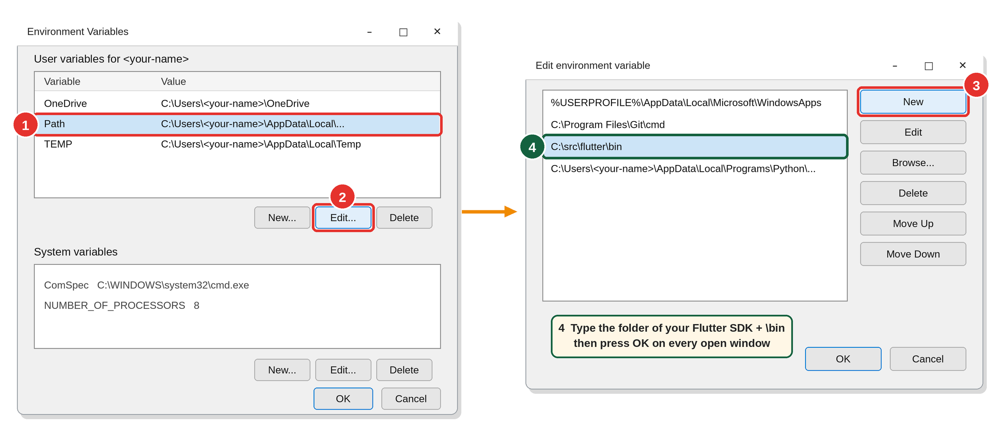 Environment Variables
User variables for <your-name>
Variable Value
OneDrive C:\Users\<your-name>\OneDrive
1 Path C:\Users\<your-name>\AppData\Local\...
TEMP C:\Users\<your-name>\AppData\Local\Temp
2
New... Edit... Delete
System variables
ComSpec C:\WINDOWS\system32\cmd.exe
NUMBER_OF_PROCESSORS 8
New... Edit... Delete
OK Cancel
Edit environment variable
3
%USERPROFILE%\AppData\Local\Microsoft\WindowsApps
C:\Program Files\Git\cmd
4 C:\src\flutter\bin
C:\Users\<your-name>\AppData\Local\Programs\Python\...
New
Edit
Browse...
Delete
Move Up
Move Down
4 Type the folder of your Flutter SDK + \bin
then press OK on every open window
OK Cancel